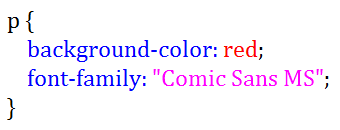 p {
background-color: red;
font-family: "Comic Sans MS";
}